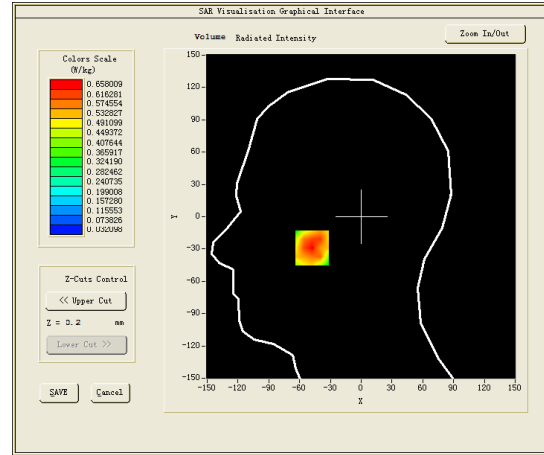 SAR Visualisation Graphical Interface
Volume Radiated Intensity
Zoom In/Out
Colors Scale
(W/kg)
0.658009
0.616281
0.574554
0.532827
0.491099
0.449372
0.407644
0.365917
0.324190
0.282462
0.240735
0.199008
0.157280
0.115553
0.073826
0.032098
Z-Cuts Control
<< Upper Cut
Z = 0.2 mm
Lower Cut >>
SAVE Cancel
150
120
90
60
30
Y 0
-30
-60
-90
-120
-150
-150 -120 -90 -60 -30 0 30 60 90 120 150
X